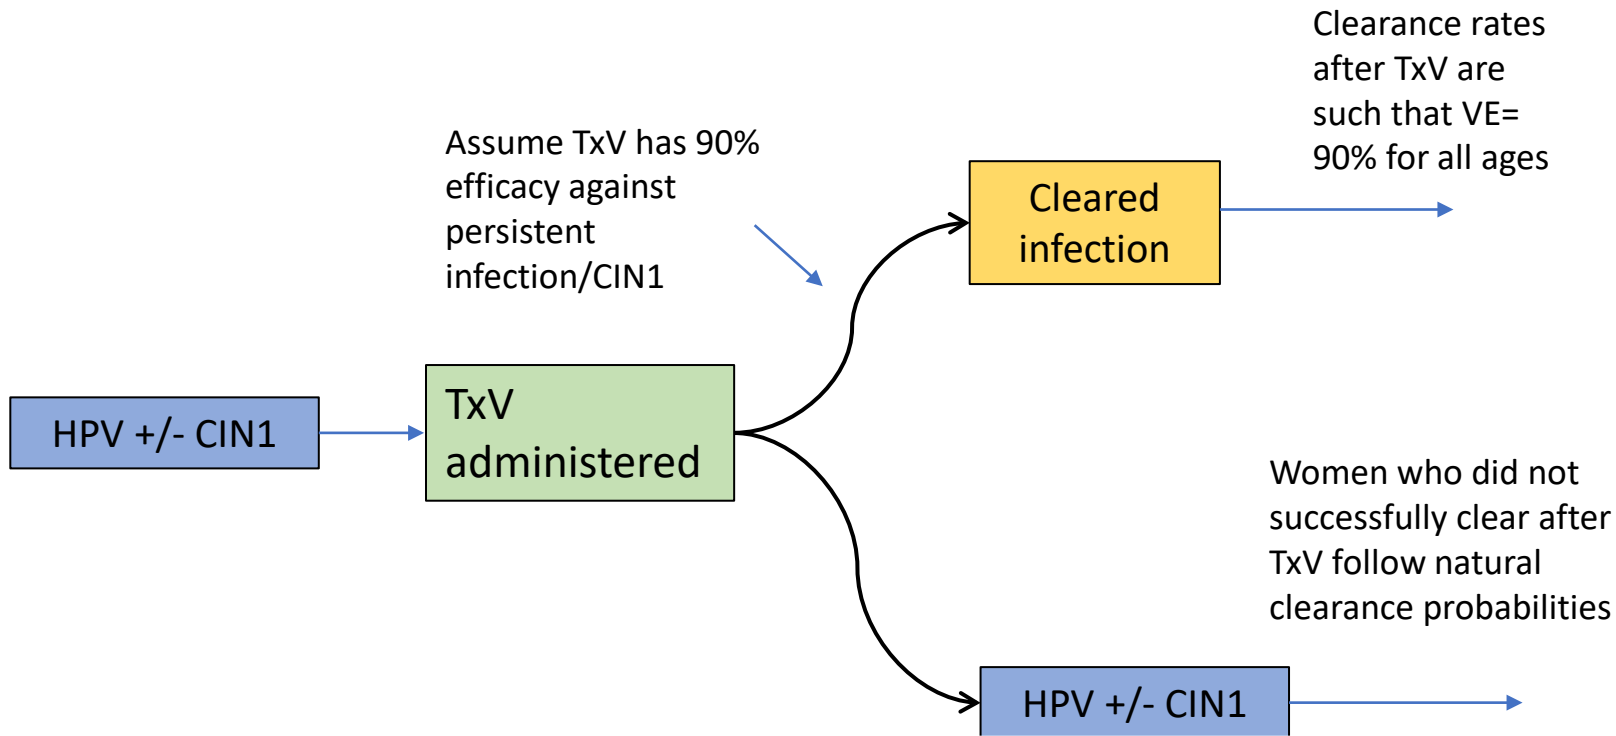 Clearance rates
after TxV are
such that VE=
90% for all ages
Assume TxV has 90%
efficacy against
persistent
infection/CIN1
Cleared
infection
HPV +/- CIN1
TxV
administered
Women who did not
successfully clear after
TxV follow natural
clearance probabilities
HPV +/- CIN1